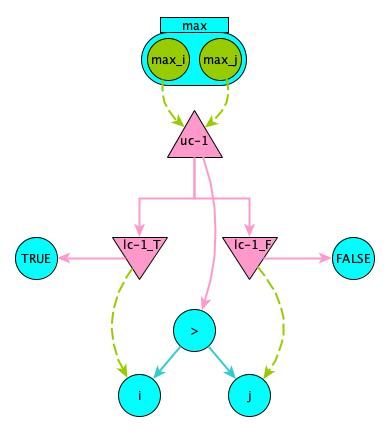 max
max_i max_j
uc-1
lc-1_T lc-1_F
TRUE FALSE
>
i j